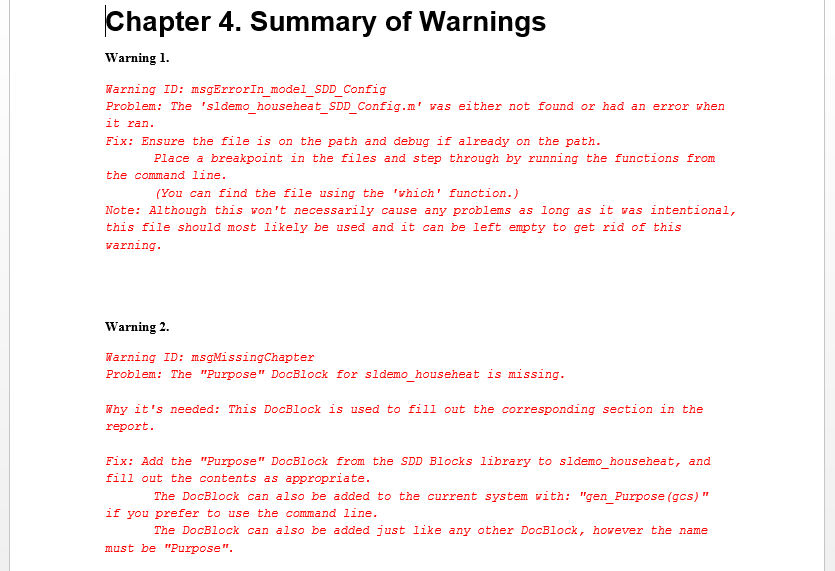 Chapter 4. Summary of Warnings
Warning 1.
Warning ID: msgErrorIn_model_SDD_Config
Problem: The 'sldemo_househeat_SDD_Config.m' was either not found or had an error when
it ran.
Fix: Ensure the file is on the path and debug if already on the path.
Place a breakpoint in the files and step through by running the functions from
the command line.
(You can find the file using the 'which' function.)
Note: Although this won't necessarily cause any problems as long as it was intentional,
this file should most likely be used and it can be left empty to get rid of this
warning.
Warning 2.
Warning ID: msgMissingChapter
Problem: The "Purpose" DocBlock for sldemo_househeat is missing.
Why it's needed: This DocBlock is used to fill out the corresponding section in the
report.
Fix: Add the "Purpose" DocBlock from the SDD Blocks library to sldemo_househeat, and
fill out the contents as appropriate.
The DocBlock can also be added to the current system with: "gen_Purpose(gcs)"
if you prefer to use the command line.
The DocBlock can also be added just like any other DocBlock, however the name
must be "Purpose".